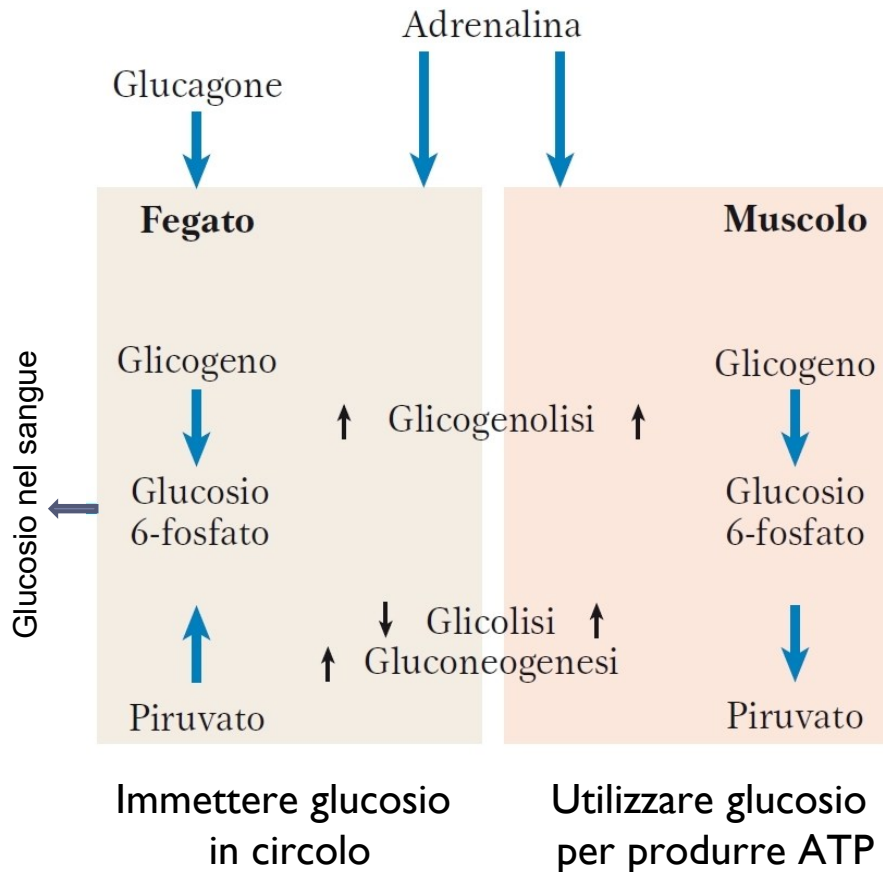 Adrenalina
Glucagone
Fegato
Muscolo
Glicogeno
Glicogeno
Glicogenolisi
Glucosio nel sangue
Glucosio
6-fosfato
Glucosio
6-fosfato
Glicolisi
Gluconeogenesi
Piruvato
Piruvato
Immettere glucosio
in circolo
Utilizzare glucosio
per produrre ATP